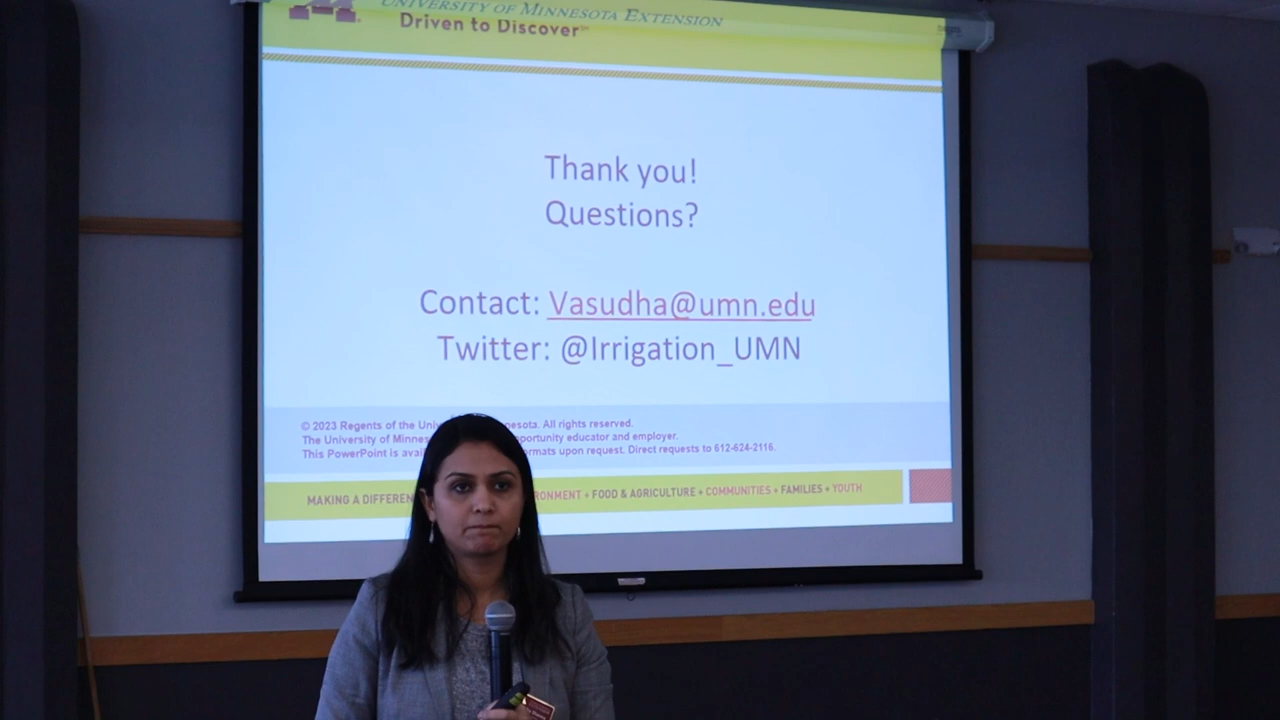 UNIVERSITY OF MINNESOTA EXTENSION
Driven to Discover℠
Thank you!
Questions?
Contact: Vasudha@umn.edu
Twitter: @Irrigation_UMN
© 2023 Regents of the Univ nesota. All rights reserved.
The University of Minnes pportunity educator and employer.
This PowerPoint is avai ormats upon request. Direct requests to 612-624-2116.
MAKING A DIFFEREN RONMENT + FOOD & AGRICULTURE + COMMUNITIES + FAMILIES + YOUTH